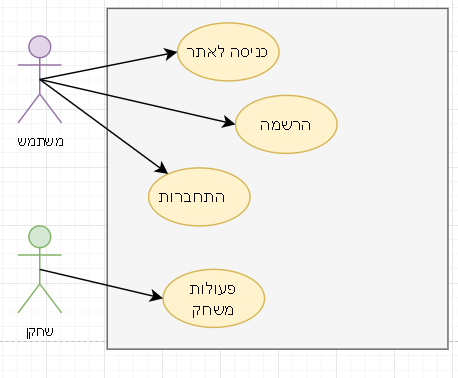 כניסה לאתר
הרשמה
משתמש
התחברות
פעולות
משחק
שחקן